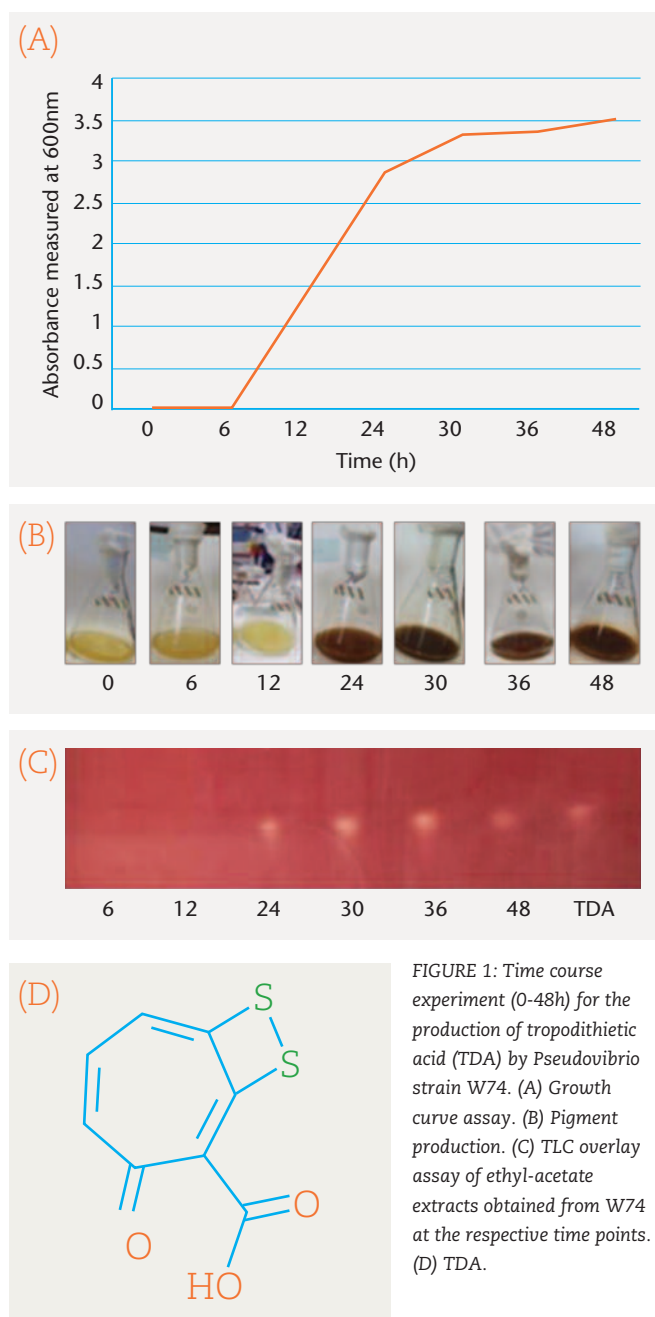 (A)
Absorbance measured at 600nm
4
3.5
3
2.5
2
1.5
1
0.5
0
0 6 12 24 30 36 48
Time (h)
(B)
0 6 12 24 30 36 48
(C)
6 12 24 30 36 48 TDA
(D)
S
S
O
O
HO
FIGURE 1: Time course
experiment (0-48h) for the
production of tropodithietic
acid (TDA) by Pseudovibrio
strain W74. (A) Growth
curve assay. (B) Pigment
production. (C) TLC overlay
assay of ethyl-acetate
extracts obtained from W74
at the respective time points.
(D) TDA.